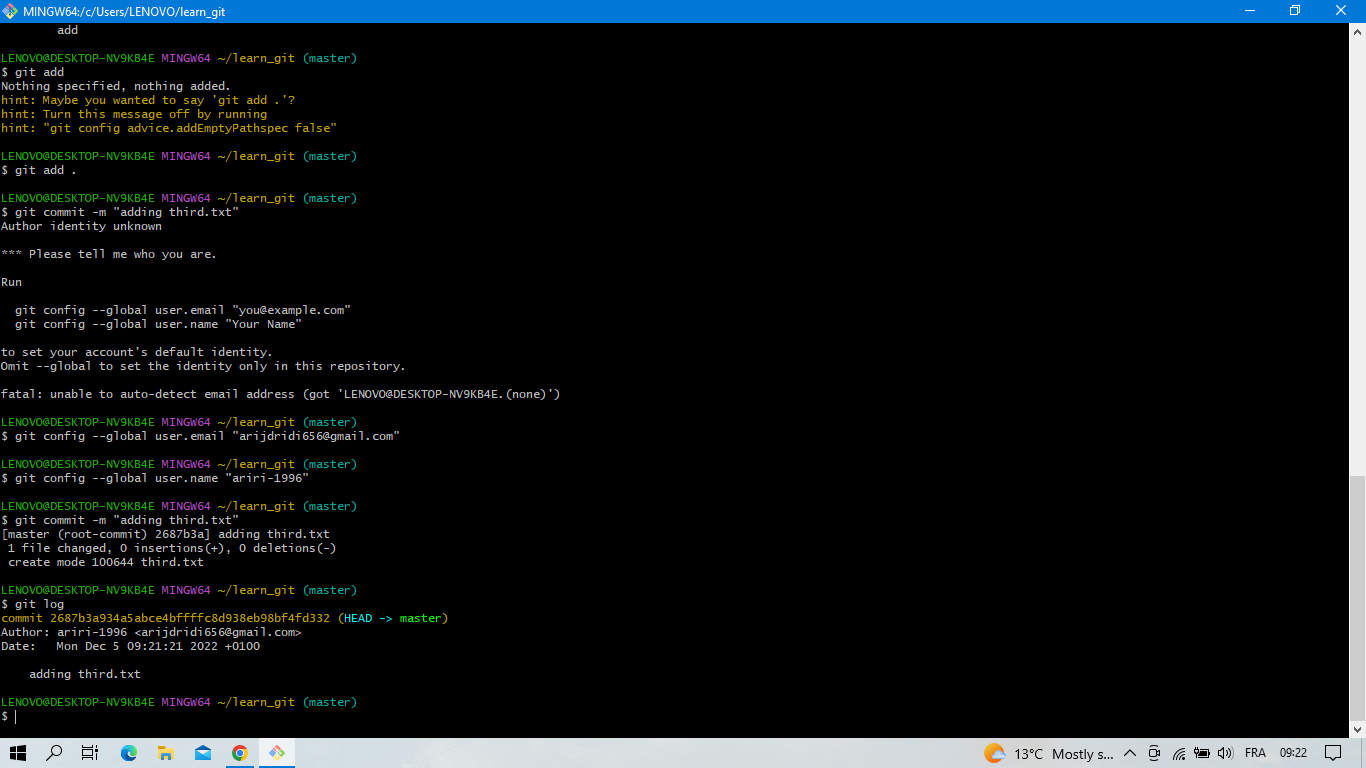 MINGW64:/c/Users/LENOVO/learn_git
add
LENOVO@DESKTOP-NV9KB4E MINGW64 ~/learn_git (master)
$ git add
Nothing specified, nothing added.
hint: Maybe you wanted to say 'git add .'?
hint: Turn this message off by running
hint: "git config advice.addEmptyPathspec false"
LENOVO@DESKTOP-NV9KB4E MINGW64 ~/learn_git (master)
$ git add .
LENOVO@DESKTOP-NV9KB4E MINGW64 ~/learn_git (master)
$ git commit -m "adding third.txt"
Author identity unknown
*** Please tell me who you are.
Run
git config --global user.email "you@example.com"
git config --global user.name "Your Name"
to set your account's default identity.
Omit --global to set the identity only in this repository.
fatal: unable to auto-detect email address (got 'LENOVO@DESKTOP-NV9KB4E.(none)')
LENOVO@DESKTOP-NV9KB4E MINGW64 ~/learn_git (master)
$ git config --global user.email "arijdridi656@gmail.com"
LENOVO@DESKTOP-NV9KB4E MINGW64 ~/learn_git (master)
$ git config --global user.name "ariri-1996"
LENOVO@DESKTOP-NV9KB4E MINGW64 ~/learn_git (master)
$ git commit -m "adding third.txt"
[master (root-commit) 2687b3a] adding third.txt
1 file changed, 0 insertions(+), 0 deletions(-)
create mode 100644 third.txt
LENOVO@DESKTOP-NV9KB4E MINGW64 ~/learn_git (master)
$ git log
commit 2687b3a934a5abce4bffffc8d938eb98bf4fd332 (HEAD -> master)
Author: ariri-1996 <arijdridi656@gmail.com>
Date:   Mon Dec 5 09:21:21 2022 +0100
adding third.txt
LENOVO@DESKTOP-NV9KB4E MINGW64 ~/learn_git (master)
$
13°C Mostly s... FRA 09:22